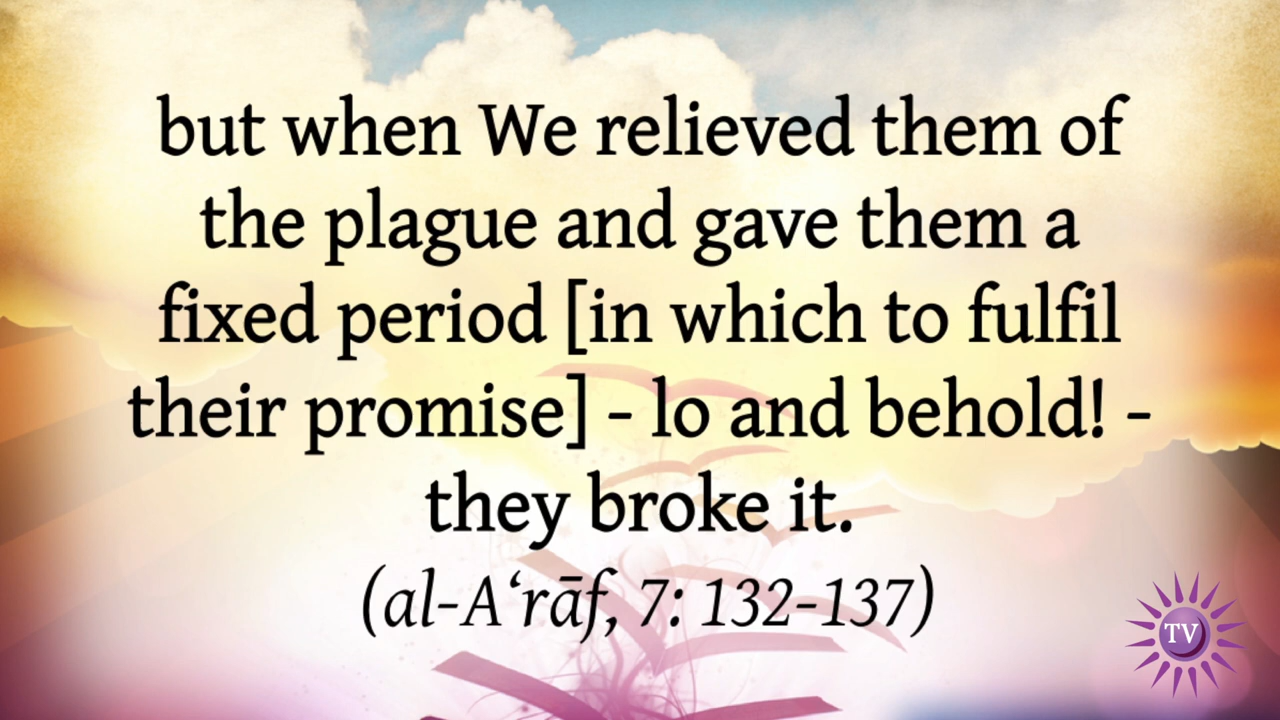 but when We relieved them of
the plague and gave them a
fixed period [in which to fulfil
their promise] - lo and behold! -
they broke it.
(al-A‘rāf, 7: 132-137)
TV